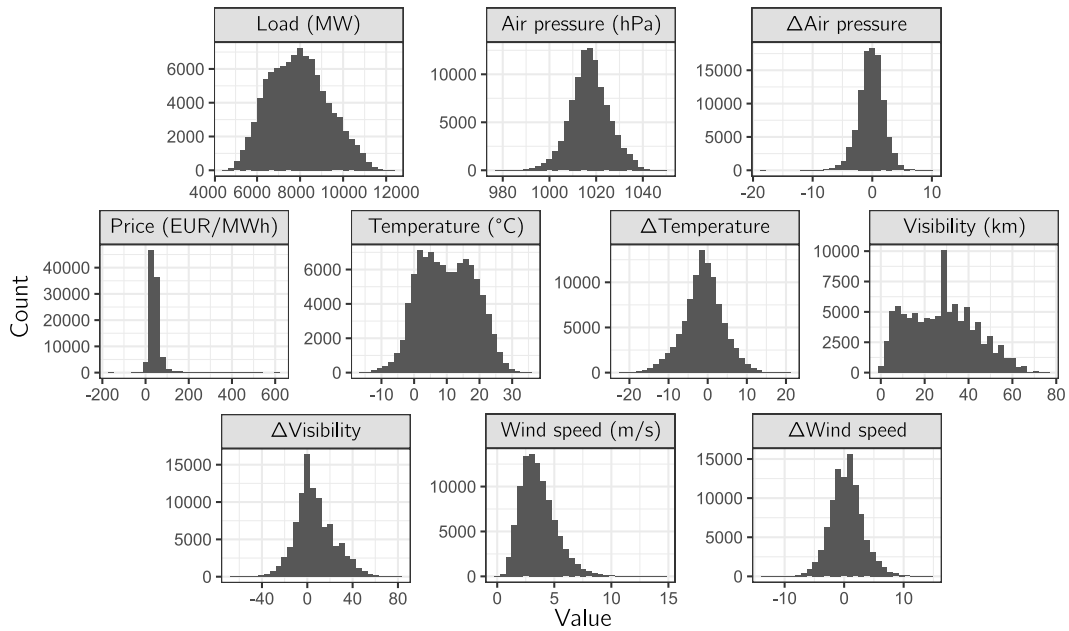 Load (MW)
Air pressure (hPa)
ΔAir pressure
6000
4000
2000
0
4000 6000 8000 10000 12000
10000
5000
0
980 1000 1020 1040
15000
10000
5000
0
-20 -10 0 10
Price (EUR/MWh)
Temperature (°C)
ΔTemperature
Visibility (km)
40000
30000
20000
10000
0
-200 0 200 400 600
6000
4000
2000
0
-10 0 10 20 30
10000
5000
0
-20 -10 0 10 20
10000
7500
5000
2500
0
0 20 40 60 80
Count
ΔVisibility
Wind speed (m/s)
ΔWind speed
15000
10000
5000
0
-40 0 40 80
10000
5000
0
0 5 10 15
15000
10000
5000
0
-10 0 10
Value